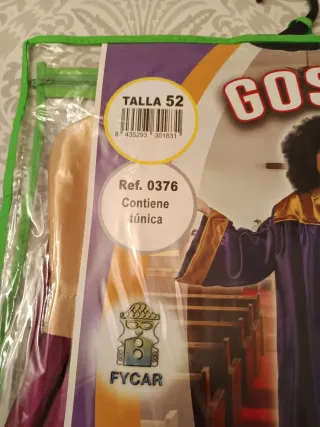 TALLA 52
8 435293 301831
GOS
Ref. 0376
Contiene
túnica
FYCAR